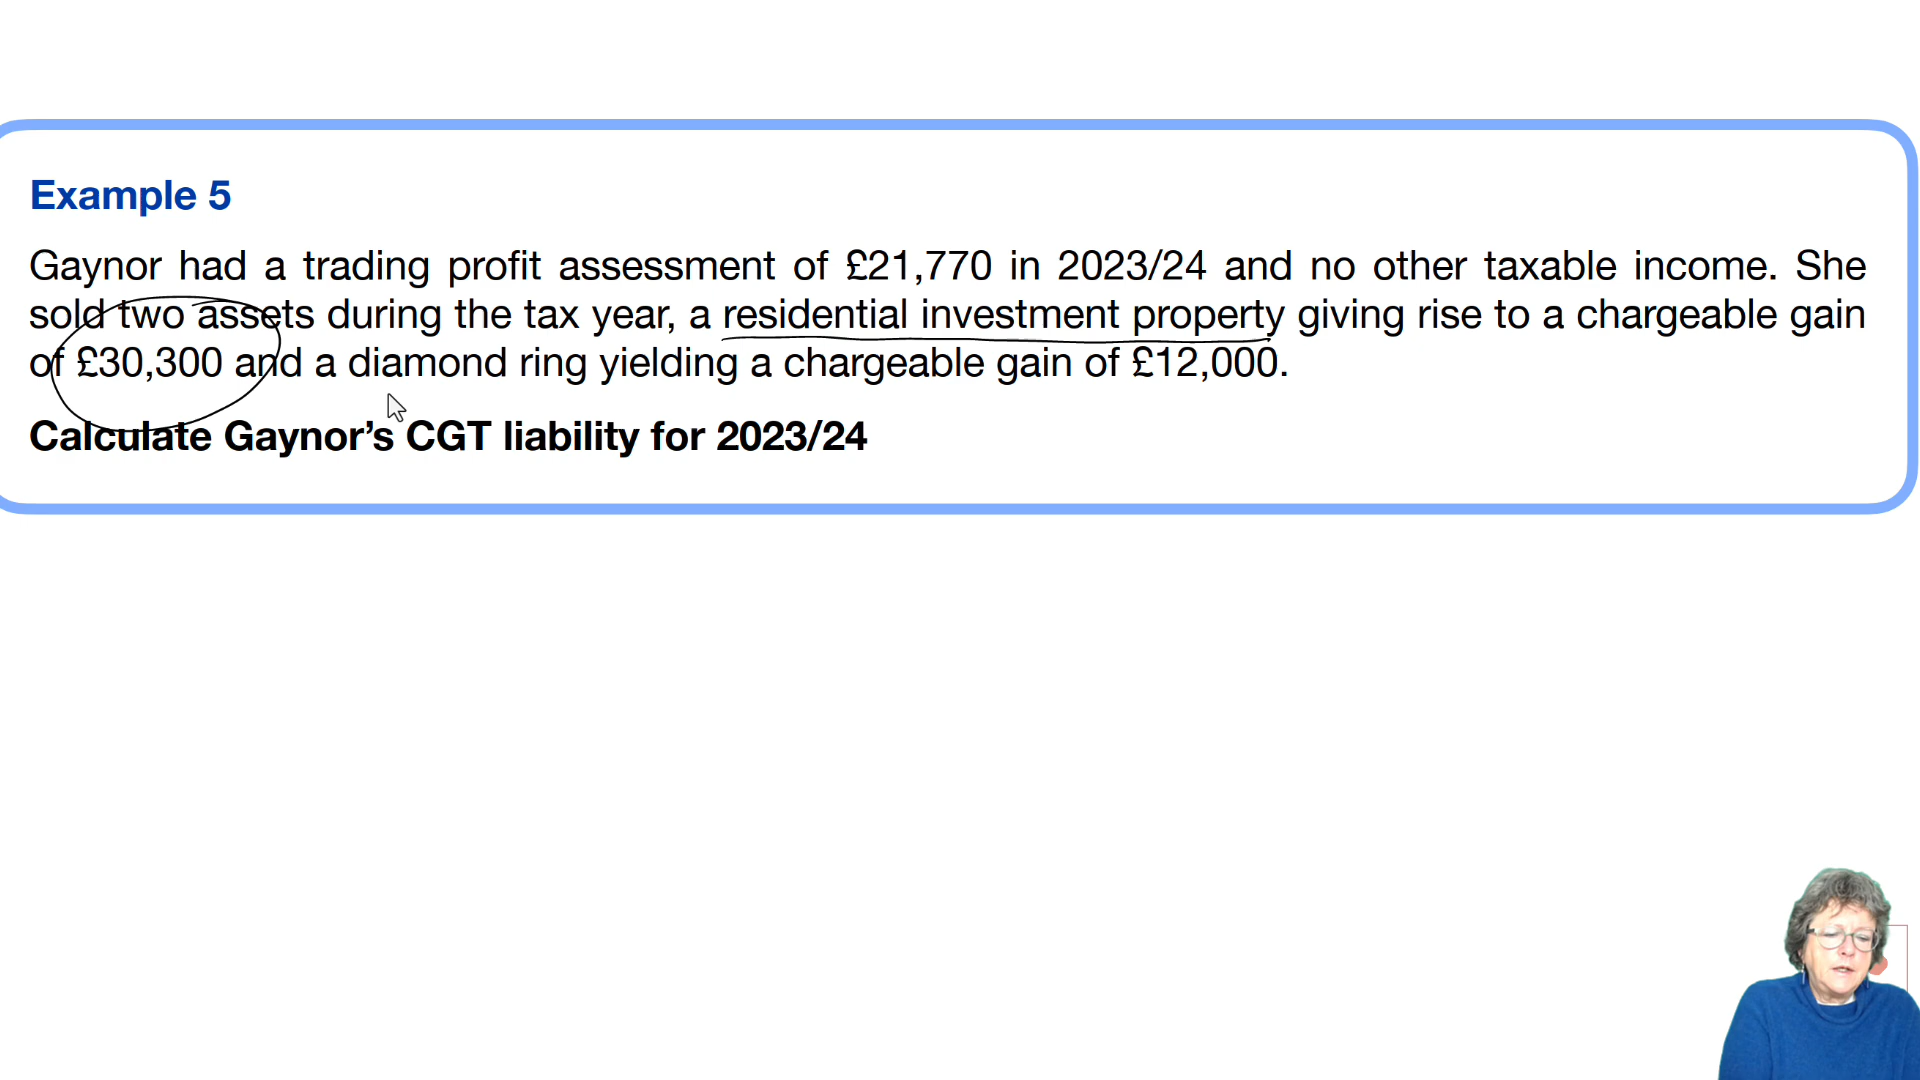 Example 5
Gaynor had a trading profit assessment of £21,770 in 2023/24 and no other taxable income. She
sold two assets during the tax year, a residential investment property giving rise to a chargeable gain
of £30,300 and a diamond ring yielding a chargeable gain of £12,000.
Calculate Gaynor’s CGT liability for 2023/24